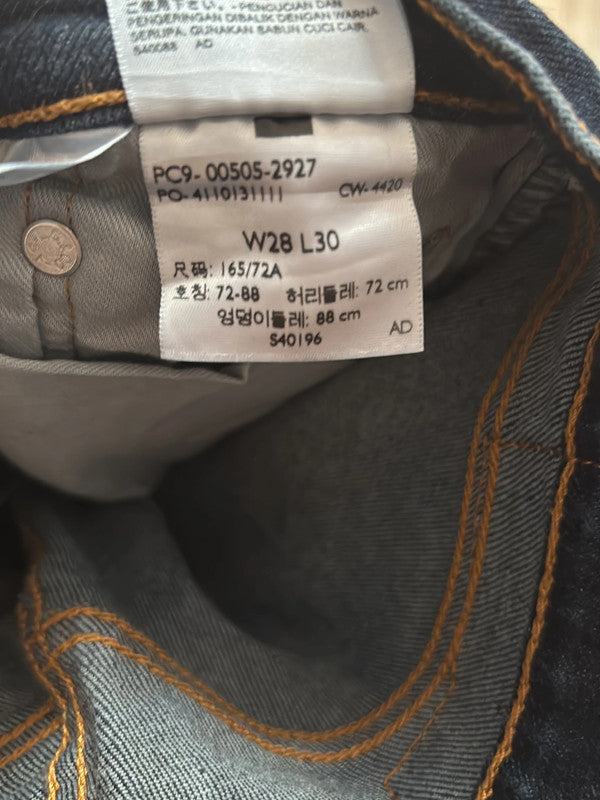 ご使用下さい。-PENGUCIAN DAN
PENGERINGAN DIBALIK DENGAN WARNA
SERUPA. GUNAKAN SABUN CUCI CAIR.
S40088 AD
PC9-00505-2927
PO-4110131111 CW-4420
W28 L30
尺码: 165/72A
호칭: 72-88 허리둘레: 72 cm
엉덩이둘레: 88 cm
S40196 AD